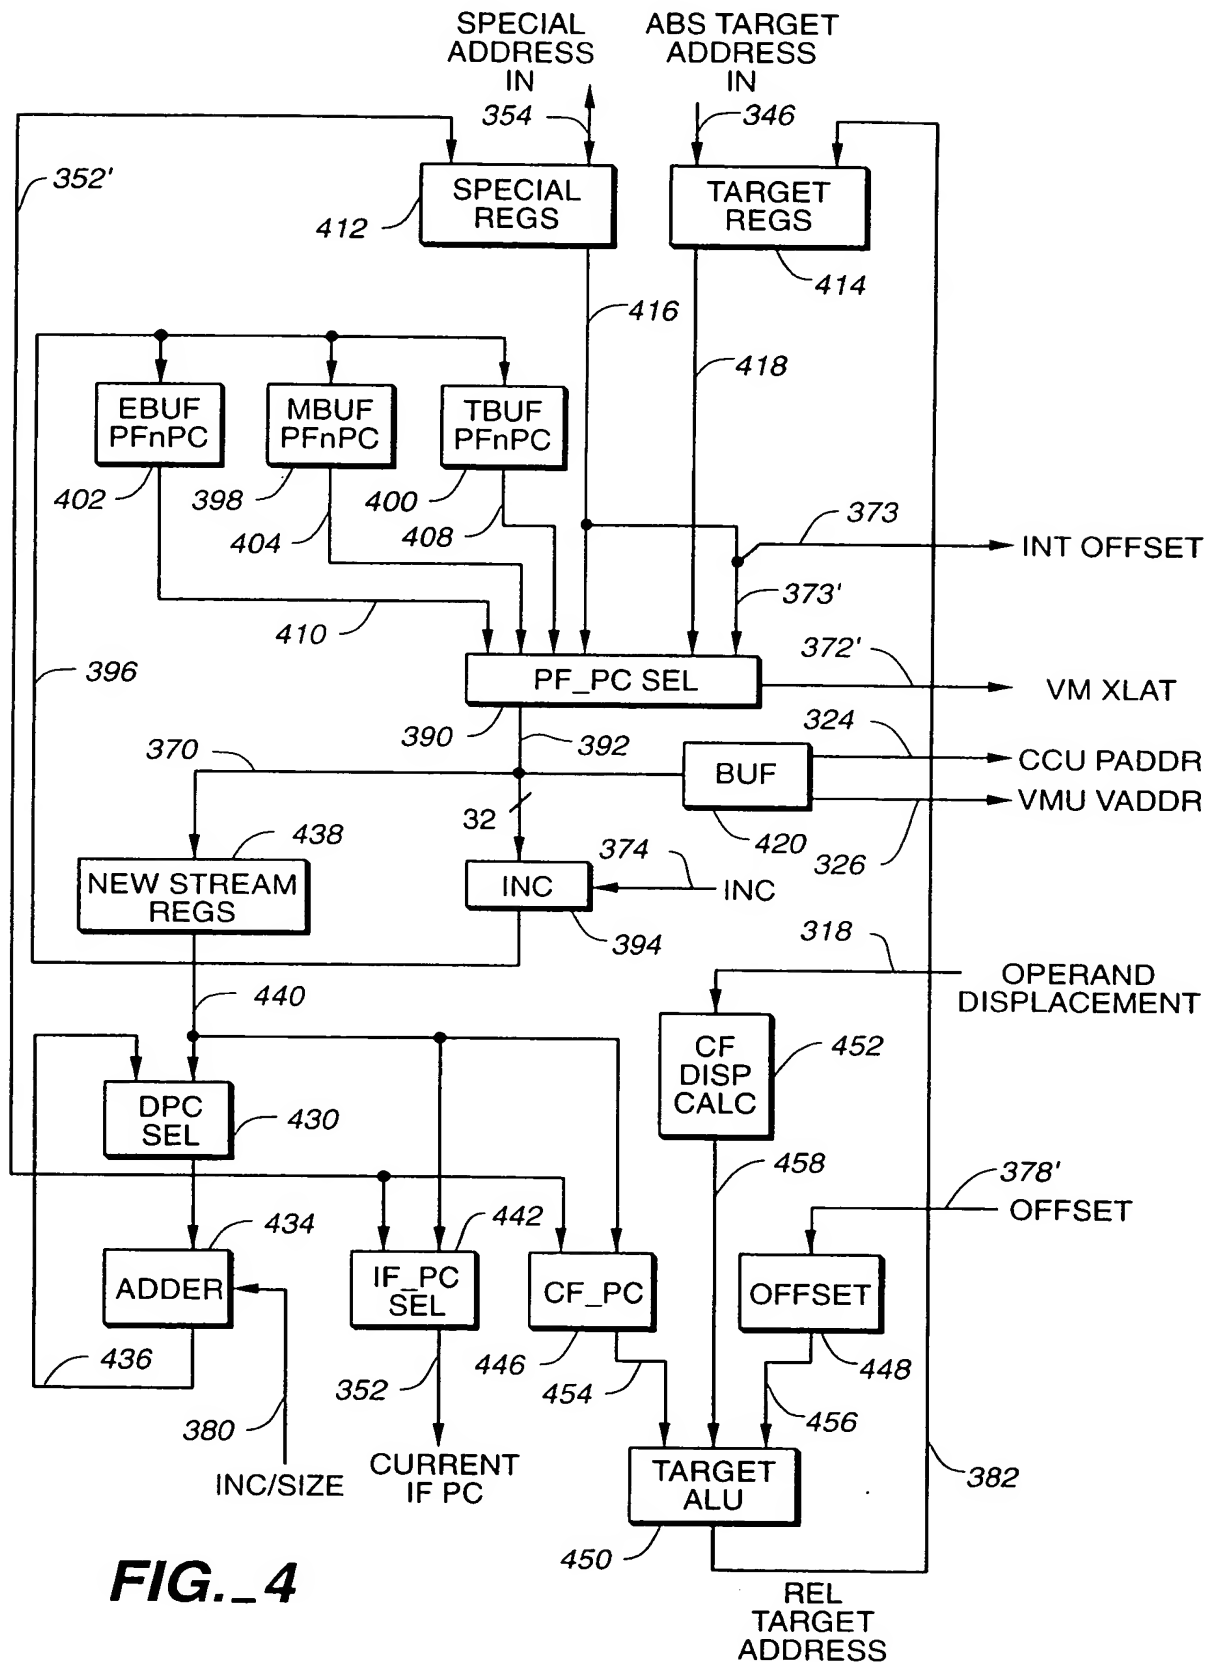 SPECIAL
ADDRESS
IN
ABS TARGET
ADDRESS
IN
354
346
352'
SPECIAL
REGS
TARGET
REGS
412
414
416
418
EBUF
PFnPC
MBUF
PFnPC
TBUF
PFnPC
402
398
400
404
408
373
INT OFFSET
373'
410
396
372'
PF_PC SEL
VM XLAT
390
392
324
370
BUF
CCU PADDR
VMU VADDR
32
420
326
438
374
NEW STREAM
REGS
INC
INC
394
318
OPERAND
DISPLACEMENT
440
CF
DISP
CALC
452
DPC
SEL
430
458
378'
OFFSET
434
442
ADDER
IF_PC
SEL
CF_PC
OFFSET
436
352
446
454
448
456
380
INC/SIZE
CURRENT
IF PC
TARGET
ALU
382
450
FIG._4
REL
TARGET
ADDRESS